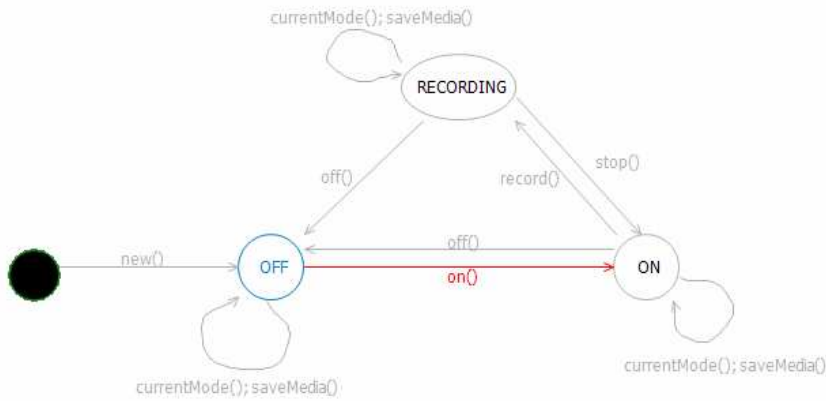 currentMode(); saveMedia()
RECORDING
off()
record()
stop()
new()
OFF
off()
on()
ON
currentMode(); saveMedia()
currentMode(); saveMedia()